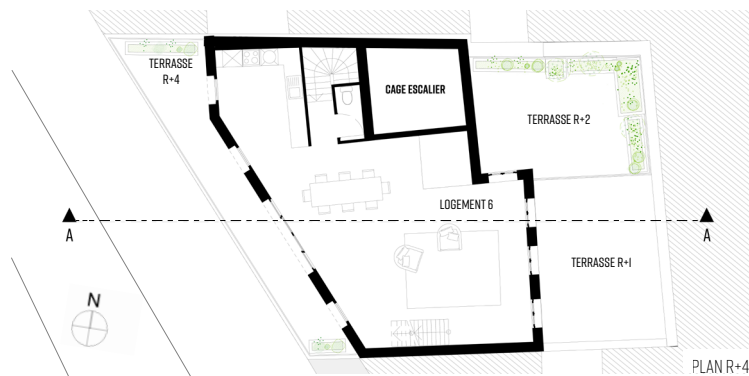 TERRASSE
R+4
CAGE ESCALIER
TERRASSE R+2
LOGEMENT 6
A
A
TERRASSE R+1
N
PLAN R+4